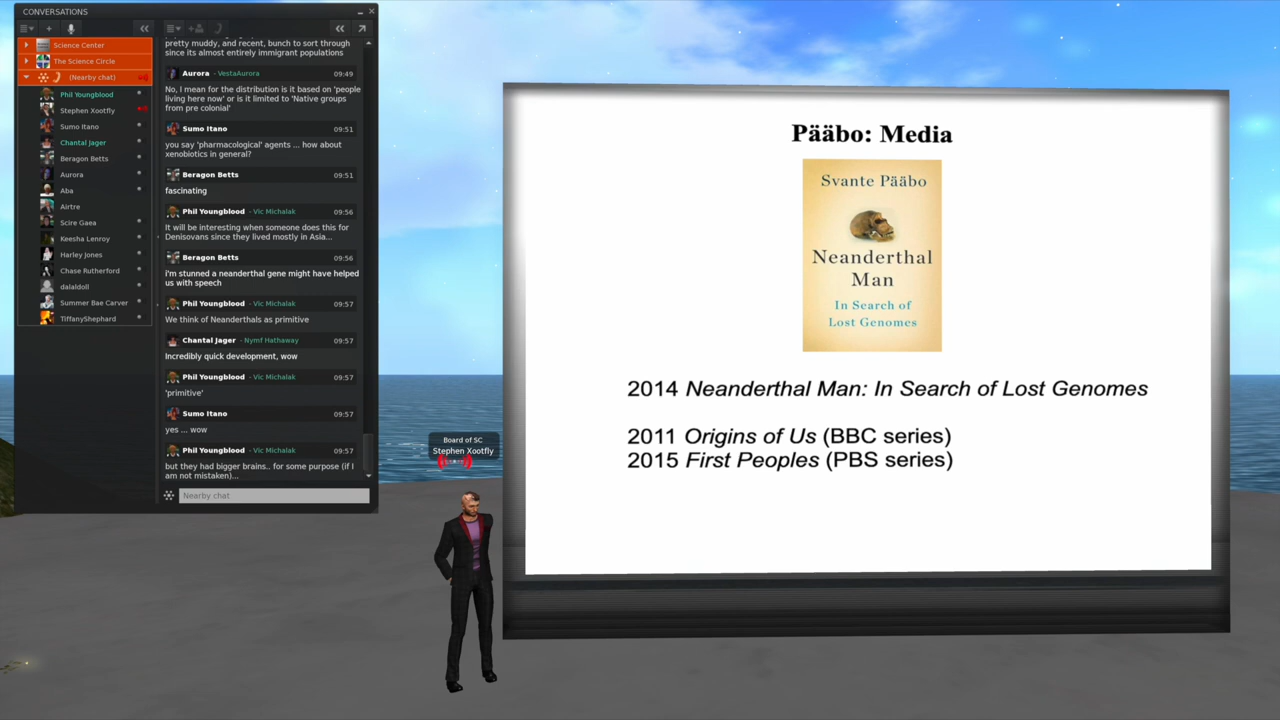 CONVERSATIONS
Science Center
The Science Circle
(Nearby chat)
Phil Youngblood
Stephen Xootfly
Sumo Itano
Chantal Jager
Beragon Betts
Aurora
Aba
Airtre
Scire Gaea
Keesha Lenroy
Harley Jones
Chase Rutherford
dalaldoll
Summer Bae Carver
TiffanyShephard
pretty muddy, and recent, bunch to sort through
since its almost entirely immigrant populations
Aurora - VestaAurora 09:49
No, I mean for the distribution is it based on 'people
living here now' or is it limited to 'Native groups
from pre colonial'
Sumo Itano 09:51
you say 'pharmacological' agents ... how about
xenobiotics in general?
Beragon Betts 09:51
fascinating
Phil Youngblood - Vic Michalak 09:56
It will be interesting when someone does this for
Denisovans since they lived mostly in Asia...
Beragon Betts 09:56
i'm stunned a neanderthal gene might have helped
us with speech
Phil Youngblood - Vic Michalak 09:57
We think of Neanderthals as primitive
Chantal Jager - Nymf Hathaway 09:57
Incredibly quick development, wow
Phil Youngblood - Vic Michalak 09:57
'primitive'
Sumo Itano 09:57
yes ... wow
Phil Youngblood - Vic Michalak 09:57
but they had bigger brains.. for some purpose (if I
am not mistaken)...
Nearby chat
Board of SC
Stephen Xootfly
Pääbo: Media
Svante Pääbo
Neanderthal
Man
In Search of
Lost Genomes
2014 Neanderthal Man: In Search of Lost Genomes
2011 Origins of Us (BBC series)
2015 First Peoples (PBS series)